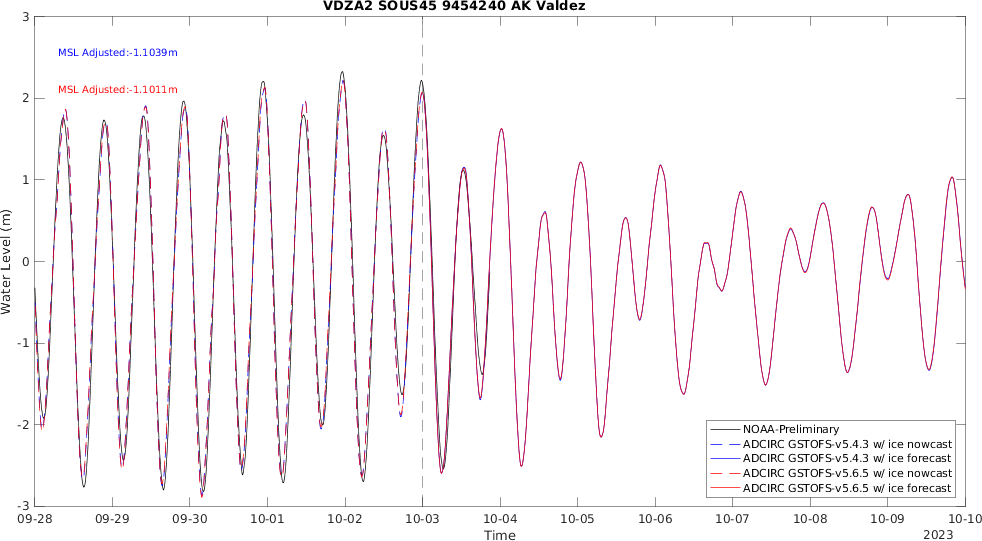 VDZA2 SOUS45 9454240 AK Valdez
MSL Adjusted:-1.1039m
MSL Adjusted:-1.1011m
3
2
1
0
-1
-2
-3
Water Level (m)
NOAA-Preliminary
ADCIRC GSTOFS-v5.4.3 w/ ice nowcast
ADCIRC GSTOFS-v5.4.3 w/ ice forecast
ADCIRC GSTOFS-v5.6.5 w/ ice nowcast
ADCIRC GSTOFS-v5.6.5 w/ ice forecast
09-28 09-29 09-30 10-01 10-02 10-03 10-04 10-05 10-06 10-07 10-08 10-09 10-10
Time
2023